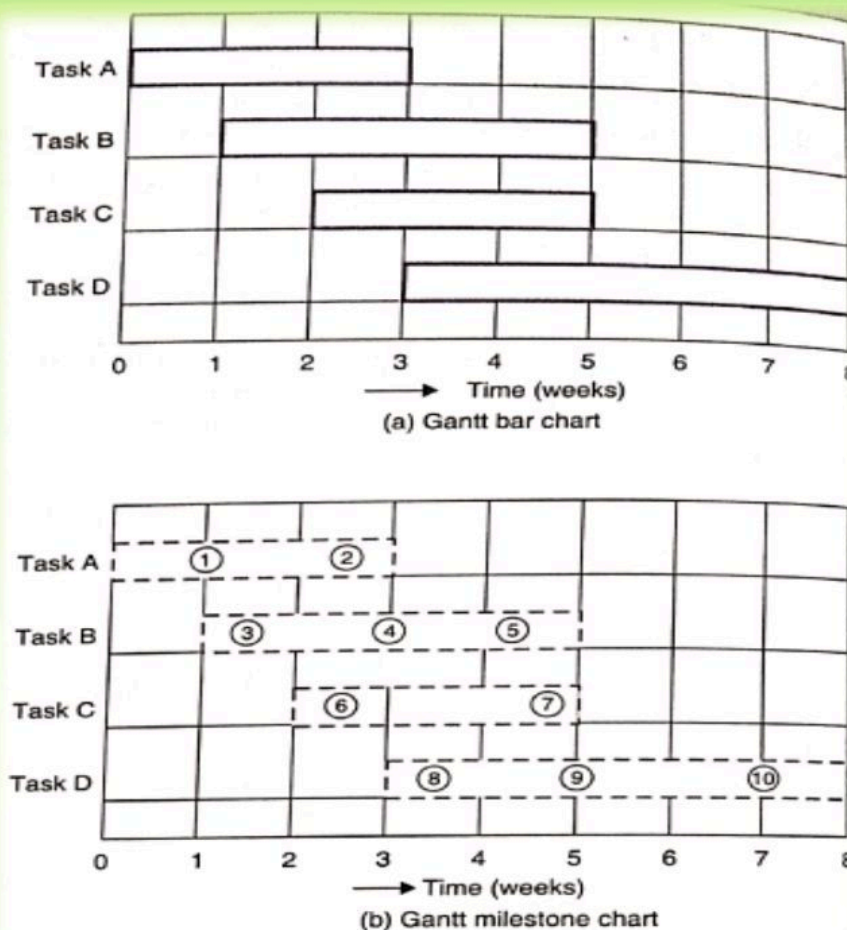 Task A
Task B
Task C
Task D
0 1 2 3 4 5 6 7 8
Time (weeks)
(a) Gantt bar chart
Task A ① ②
Task B ③ ④ ⑤
Task C ⑥ ⑦
Task D ⑧ ⑨ ⑩
0 1 2 3 4 5 6 7 8
Time (weeks)
(b) Gantt milestone chart